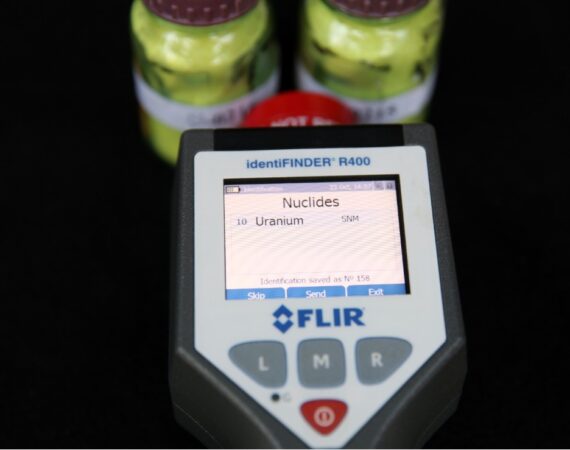 identiFINDER® R400
Identification
Nuclides
10 Uranium SNM
Identification saved as Nº 158
Skip Send Exit
FLIR
L M R